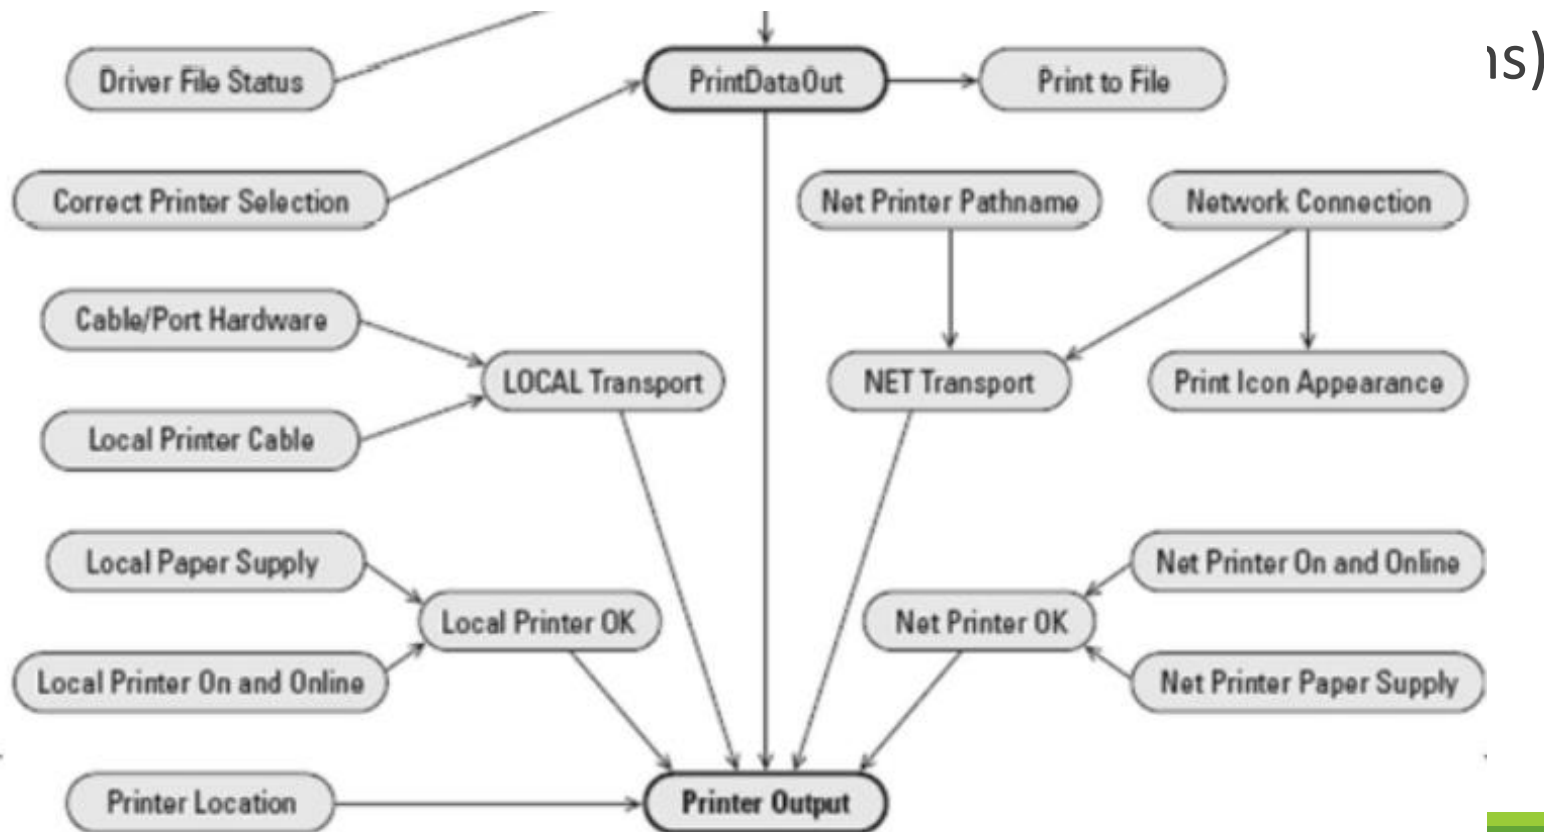 ns)
Driver File Status
PrintDataOut
Print to File
Correct Printer Selection
Net Printer Pathname
Network Connection
Cable/Port Hardware
LOCAL Transport
NET Transport
Print Icon Appearance
Local Printer Cable
Local Paper Supply
Net Printer On and Online
Local Printer OK
Net Printer OK
Local Printer On and Online
Net Printer Paper Supply
Printer Location
Printer Output